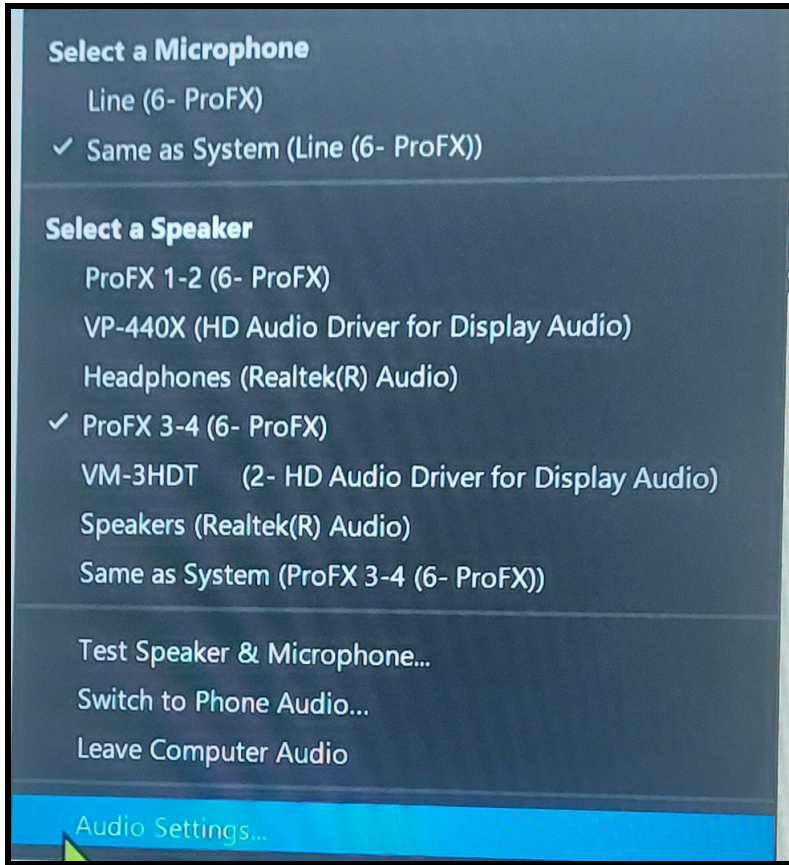 Select a Microphone
Line (6- ProFX)
Same as System (Line (6- ProFX))
Select a Speaker
ProFX 1-2 (6- ProFX)
VP-440X (HD Audio Driver for Display Audio)
Headphones (Realtek(R) Audio)
ProFX 3-4 (6- ProFX)
VM-3HDT (2- HD Audio Driver for Display Audio)
Speakers (Realtek(R) Audio)
Same as System (ProFX 3-4 (6- ProFX))
Test Speaker & Microphone...
Switch to Phone Audio...
Leave Computer Audio
Audio Settings...